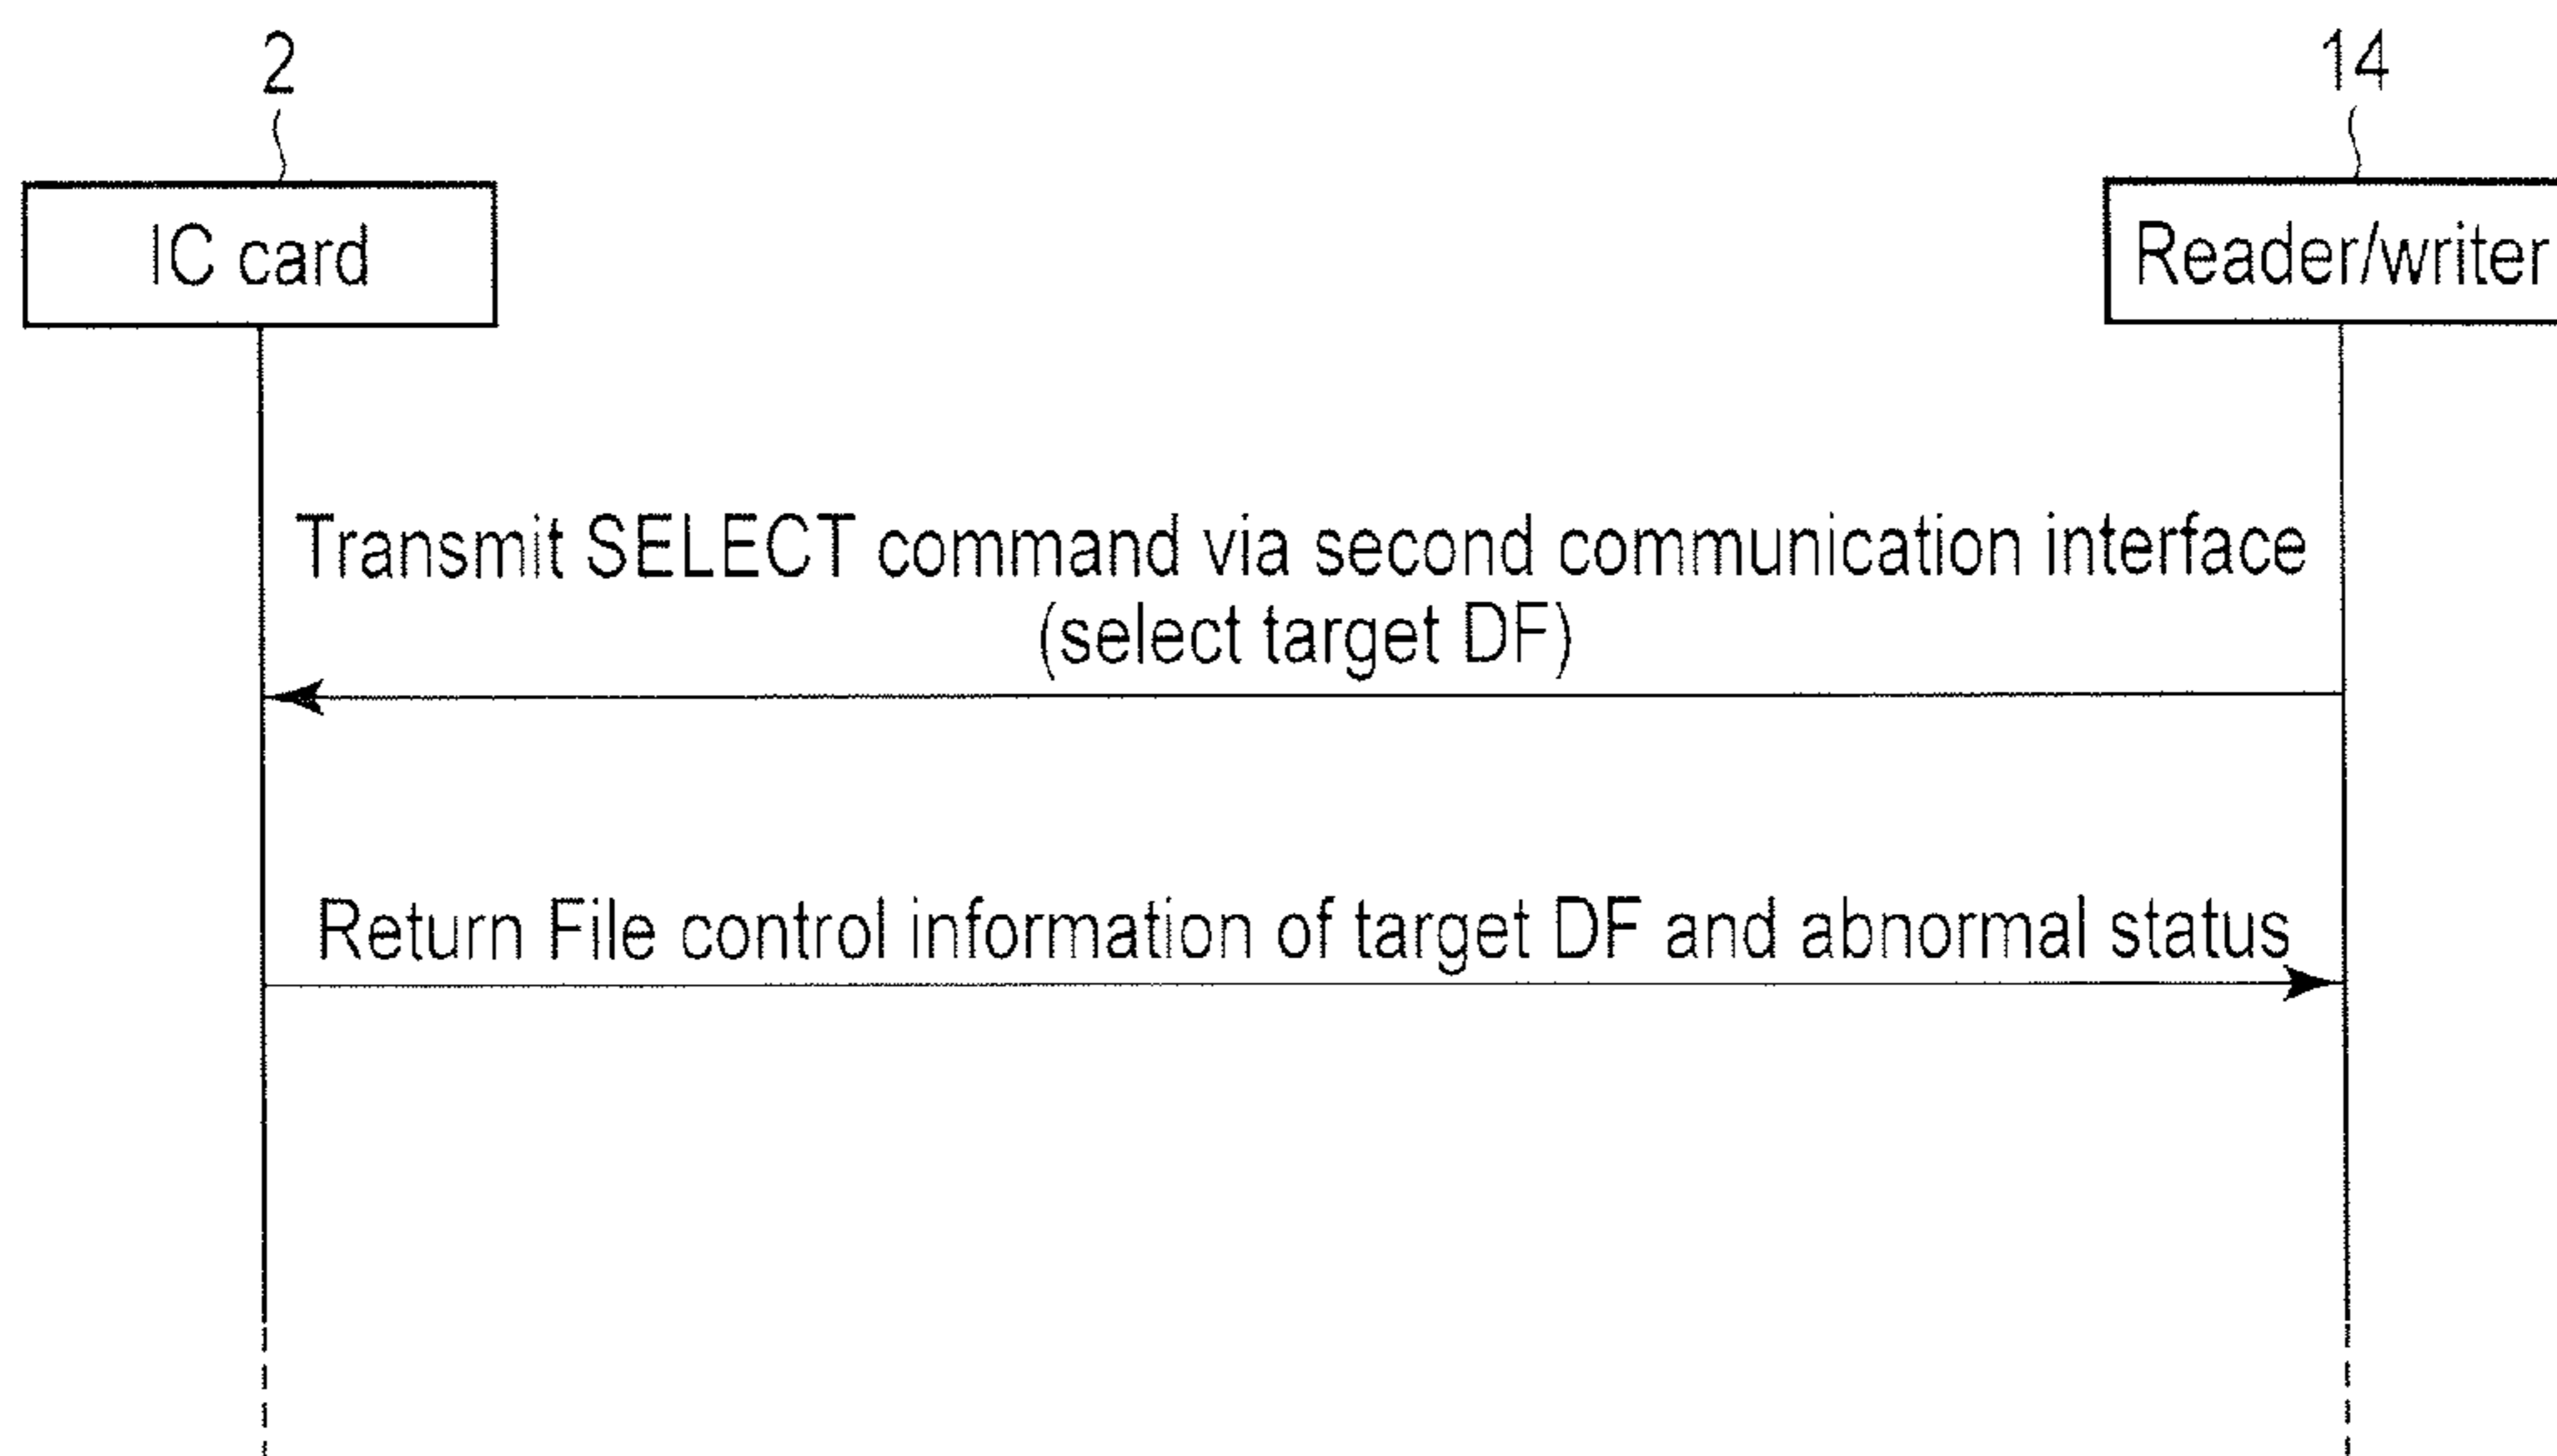 2
14
IC card
Reader/writer
Transmit SELECT command via second communication interface
(select target DF)
Return File control information of target DF and abnormal status